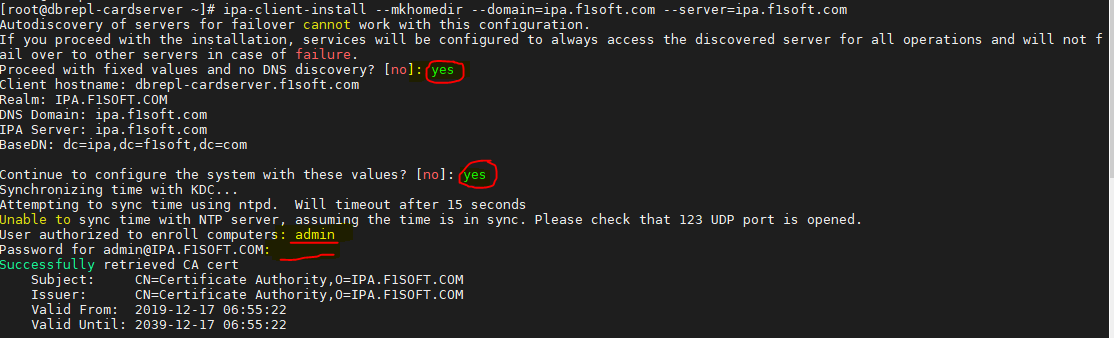 [root@dbrepl-cardserver ~]# ipa-client-install --mkhomedir --domain=ipa.f1soft.com --server=ipa.f1soft.com
Autodiscovery of servers for failover cannot work with this configuration.
If you proceed with the installation, services will be configured to always access the discovered server for all operations and will not f
ail over to other servers in case of failure.
Proceed with fixed values and no DNS discovery? [no]: yes
Client hostname: dbrepl-cardserver.f1soft.com
Realm: IPA.F1SOFT.COM
DNS Domain: ipa.f1soft.com
IPA Server: ipa.f1soft.com
BaseDN: dc=ipa,dc=f1soft,dc=com
Continue to configure the system with these values? [no]: yes
Synchronizing time with KDC...
Attempting to sync time using ntpd.  Will timeout after 15 seconds
Unable to sync time with NTP server, assuming the time is in sync. Please check that 123 UDP port is opened.
User authorized to enroll computers: admin
Password for admin@IPA.F1SOFT.COM:
Successfully retrieved CA cert
    Subject:     CN=Certificate Authority,O=IPA.F1SOFT.COM
    Issuer:      CN=Certificate Authority,O=IPA.F1SOFT.COM
    Valid From:  2019-12-17 06:55:22
    Valid Until: 2039-12-17 06:55:22